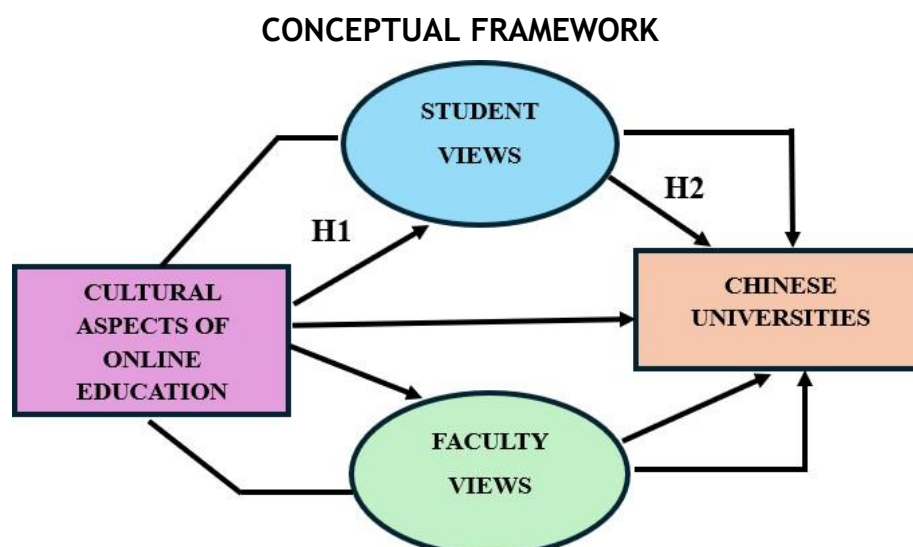 CONCEPTUAL FRAMEWORK
STUDENT
VIEWS
H2
H1
CULTURAL
ASPECTS OF
ONLINE
EDUCATION
CHINESE
UNIVERSITIES
FACULTY
VIEWS